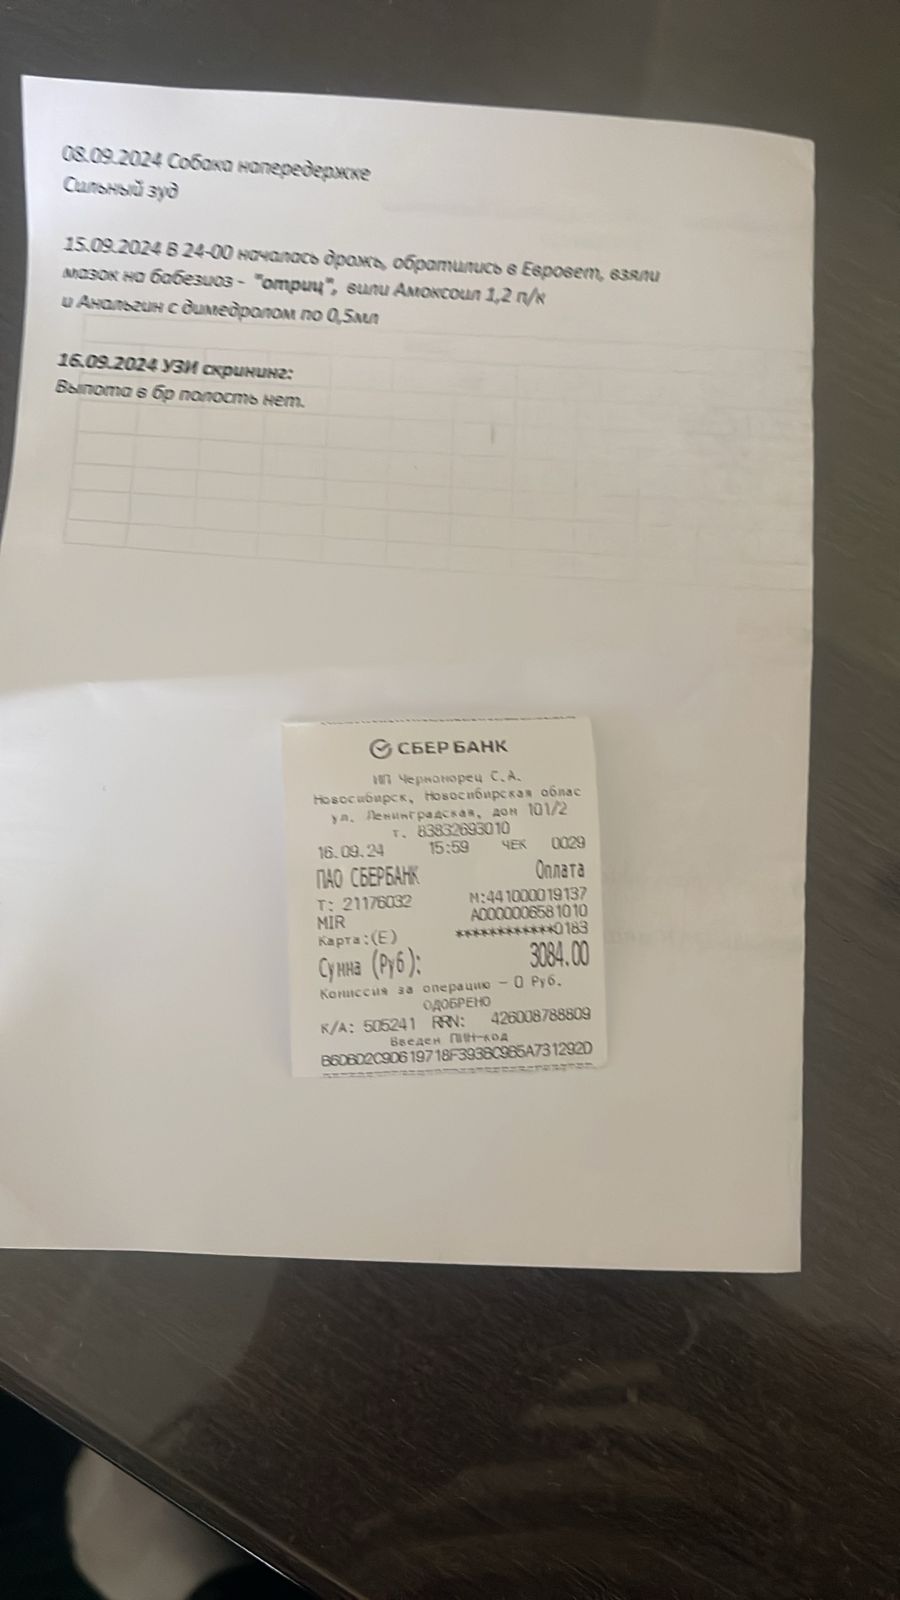 08.09.2024 Собака напередержке
Сильный зуд
15.09.2024 В 24-00 началась дрожь, обратились в Евровет, взяли
мазок на бабезиоз - "отриц", вили Амоксоил 1,2 п/к
и Анальгин с димедролом по 0,5мл
16.09.2024 УЗИ скрининг:
Выпота в бр полость нет.
СБЕР БАНК
ИП Черноморец С.А.
Новосибирск, Новосибирская облас
ул. Ленинградская, дом 101/2
т. 83832693010
16.09.24 15:59 ЧЕК 0029
ПАО СБЕРБАНК Оплата
Т: 21176032 М:441000019137
MIR A0000006581010
Карта:(E) ************0183
Сумма (Руб): 3084.00
Комиссия за операцию – 0 Руб.
ОДОБРЕНО
К/А: 505241 RRN: 426008788809
Введен ПИН-код